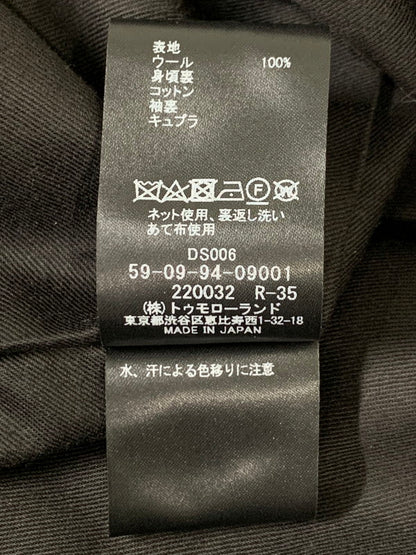 表地
ウール 100%
身頃裏
コットン
袖裏
キュプラ
F W
ネット使用、裏返し洗い
あて布使用
DS006
59-09-94-09001
220032 R-35
(株)トゥモローランド
東京都渋谷区恵比寿西1-32-18
MADE IN JAPAN
水、汗による色移りに注意